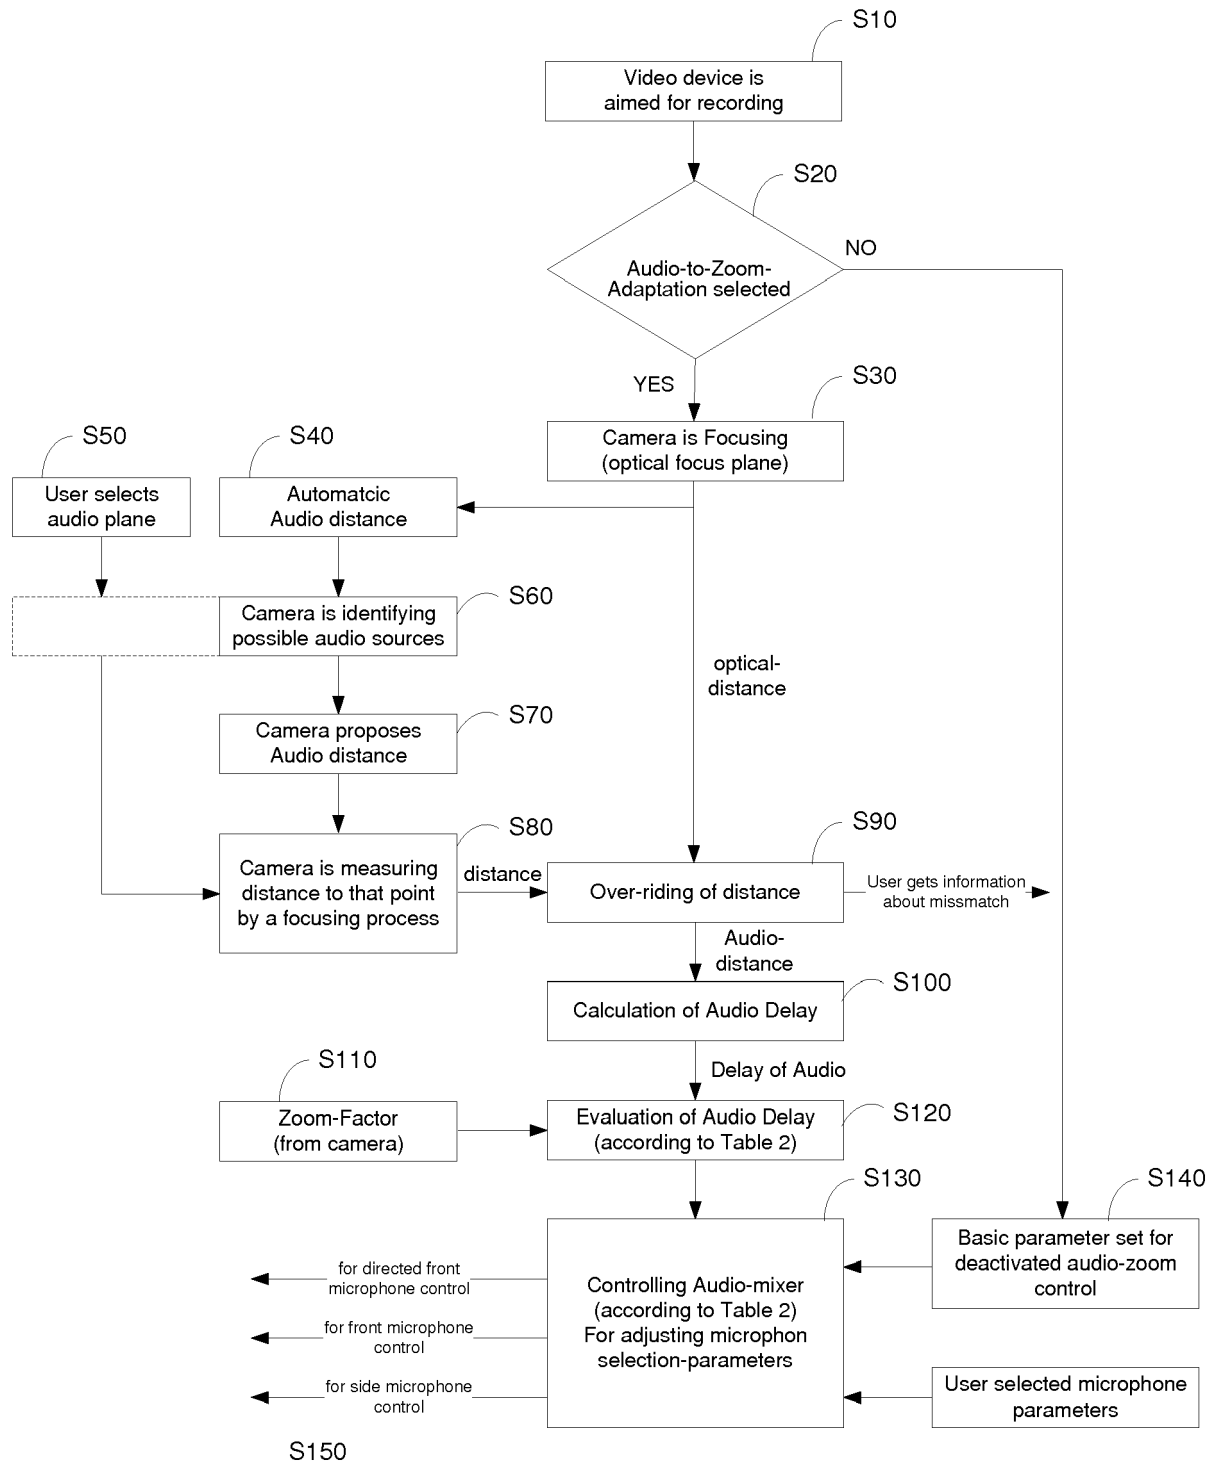 S10
Video device is
aimed for recording
S20
Audio-to-Zoom-
Adaptation selected
NO
YES
S30
Camera is Focusing
(optical focus plane)
S50
User selects
audio plane
S40
Automatcic
Audio distance
S60
Camera is identifying
possible audio sources
optical-
distance
S70
Camera proposes
Audio distance
S80
Camera is measuring
distance to that point
by a focusing process
distance
S90
Over-riding of distance
User gets information
about missmatch
Audio-
distance
S100
Calculation of Audio Delay
Delay of Audio
S110
Zoom-Factor
(from camera)
S120
Evaluation of Audio Delay
(according to Table 2)
S130
Controlling Audio-mixer
(according to Table 2)
For adjusting microphon
selection-parameters
S140
Basic parameter set for
deactivated audio-zoom
control
User selected microphone
parameters
for directed front
microphone control
for front microphone
control
for side microphone
control
S150